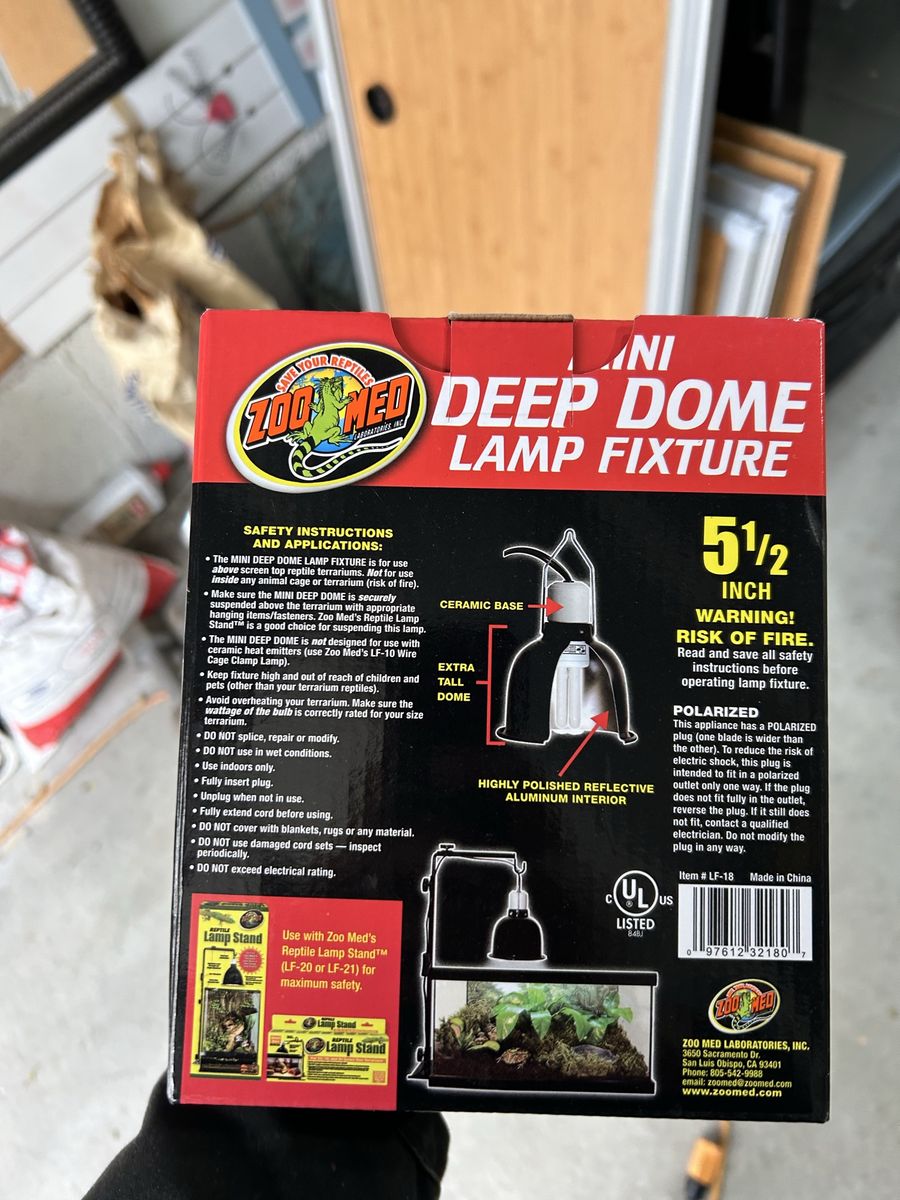 SAVE YOUR REPTILES
ZOO MED
LABORATORIES, INC.
MINI
DEEP DOME
LAMP FIXTURE
SAFETY INSTRUCTIONS
AND APPLICATIONS:
• The MINI DEEP DOME LAMP FIXTURE is for use
above screen top reptile terrariums. Not for use
inside any animal cage or terrarium (risk of fire).
• Make sure the MINI DEEP DOME is securely
suspended above the terrarium with appropriate
hanging items/fasteners. Zoo Med's Reptile Lamp
Stand™ is a good choice for suspending this lamp.
• The MINI DEEP DOME is not designed for use with
ceramic heat emitters (use Zoo Med's LF-10 Wire
Cage Clamp Lamp).
• Keep fixture high and out of reach of children and
pets (other than your terrarium reptiles).
• Avoid overheating your terrarium. Make sure the
wattage of the bulb is correctly rated for your size
terrarium.
• DO NOT splice, repair or modify.
• DO NOT use in wet conditions.
• Use indoors only.
• Fully insert plug.
• Unplug when not in use.
• Fully extend cord before using.
• DO NOT cover with blankets, rugs or any material.
• DO NOT use damaged cord sets — inspect
periodically.
• DO NOT exceed electrical rating.
CERAMIC BASE
EXTRA
TALL
DOME
HIGHLY POLISHED REFLECTIVE
ALUMINUM INTERIOR
5 1/2
INCH
WARNING!
RISK OF FIRE.
Read and save all safety
instructions before
operating lamp fixture.
POLARIZED
This appliance has a POLARIZED
plug (one blade is wider than
the other). To reduce the risk of
electric shock, this plug is
intended to fit in a polarized
outlet only one way. If the plug
does not fit fully in the outlet,
reverse the plug. If it still does
not fit, contact a qualified
electrician. Do not modify the
plug in any way.
Item # LF-18 Made in China
C UL ® US
LISTED
84BJ
0 97612 32180 7
REPTILE
Lamp Stand
Use with Zoo Med's
Reptile Lamp Stand™
(LF-20 or LF-21) for
maximum safety.
REPTILE
Lamp Stand
REPTILE
Lamp Stand
ZOO MED
ZOO MED LABORATORIES, INC.
3650 Sacramento Dr.
San Luis Obispo, CA 93401
Phone: 805-542-9988
email: zoomed@zoomed.com
www.zoomed.com